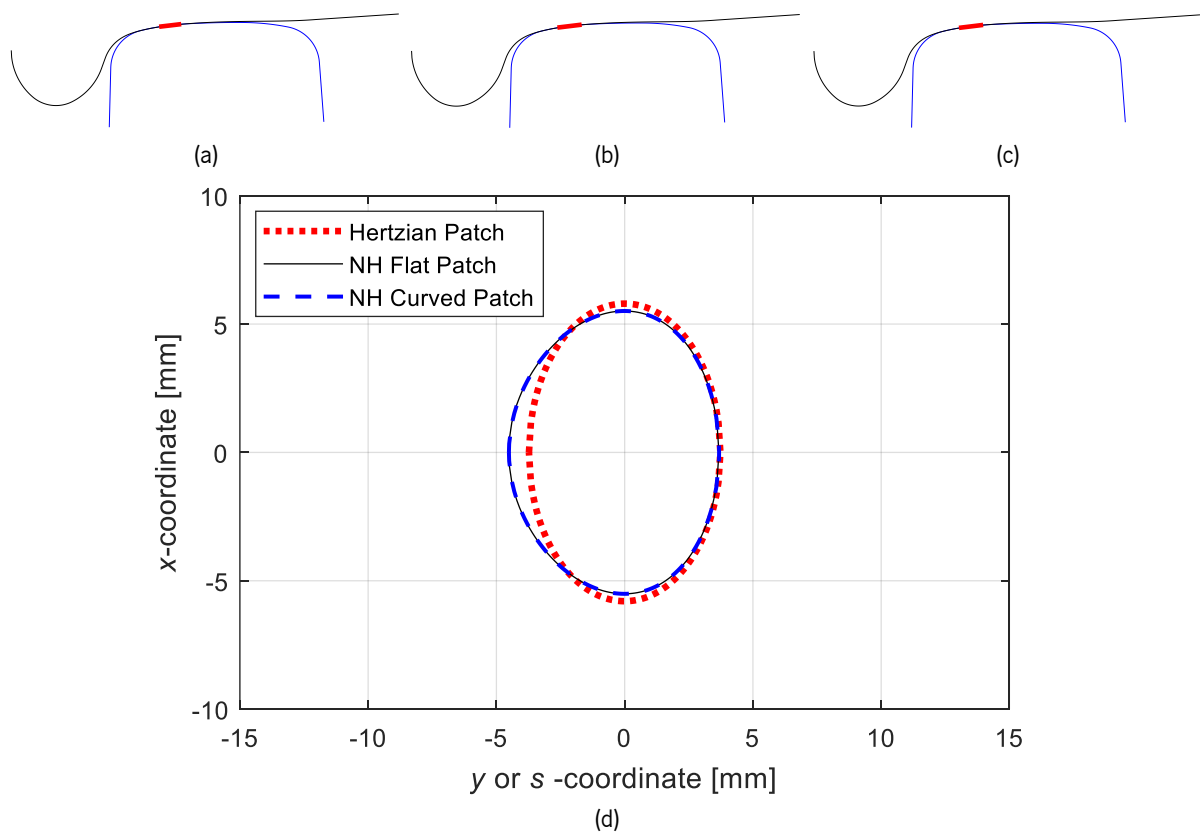 (a)
(b)
(c)
Hertzian Patch
NH Flat Patch
NH Curved Patch
10
5
0
-5
-10
x-coordinate [mm]
-15
-10
-5
0
5
10
15
y or s -coordinate [mm]
(d)